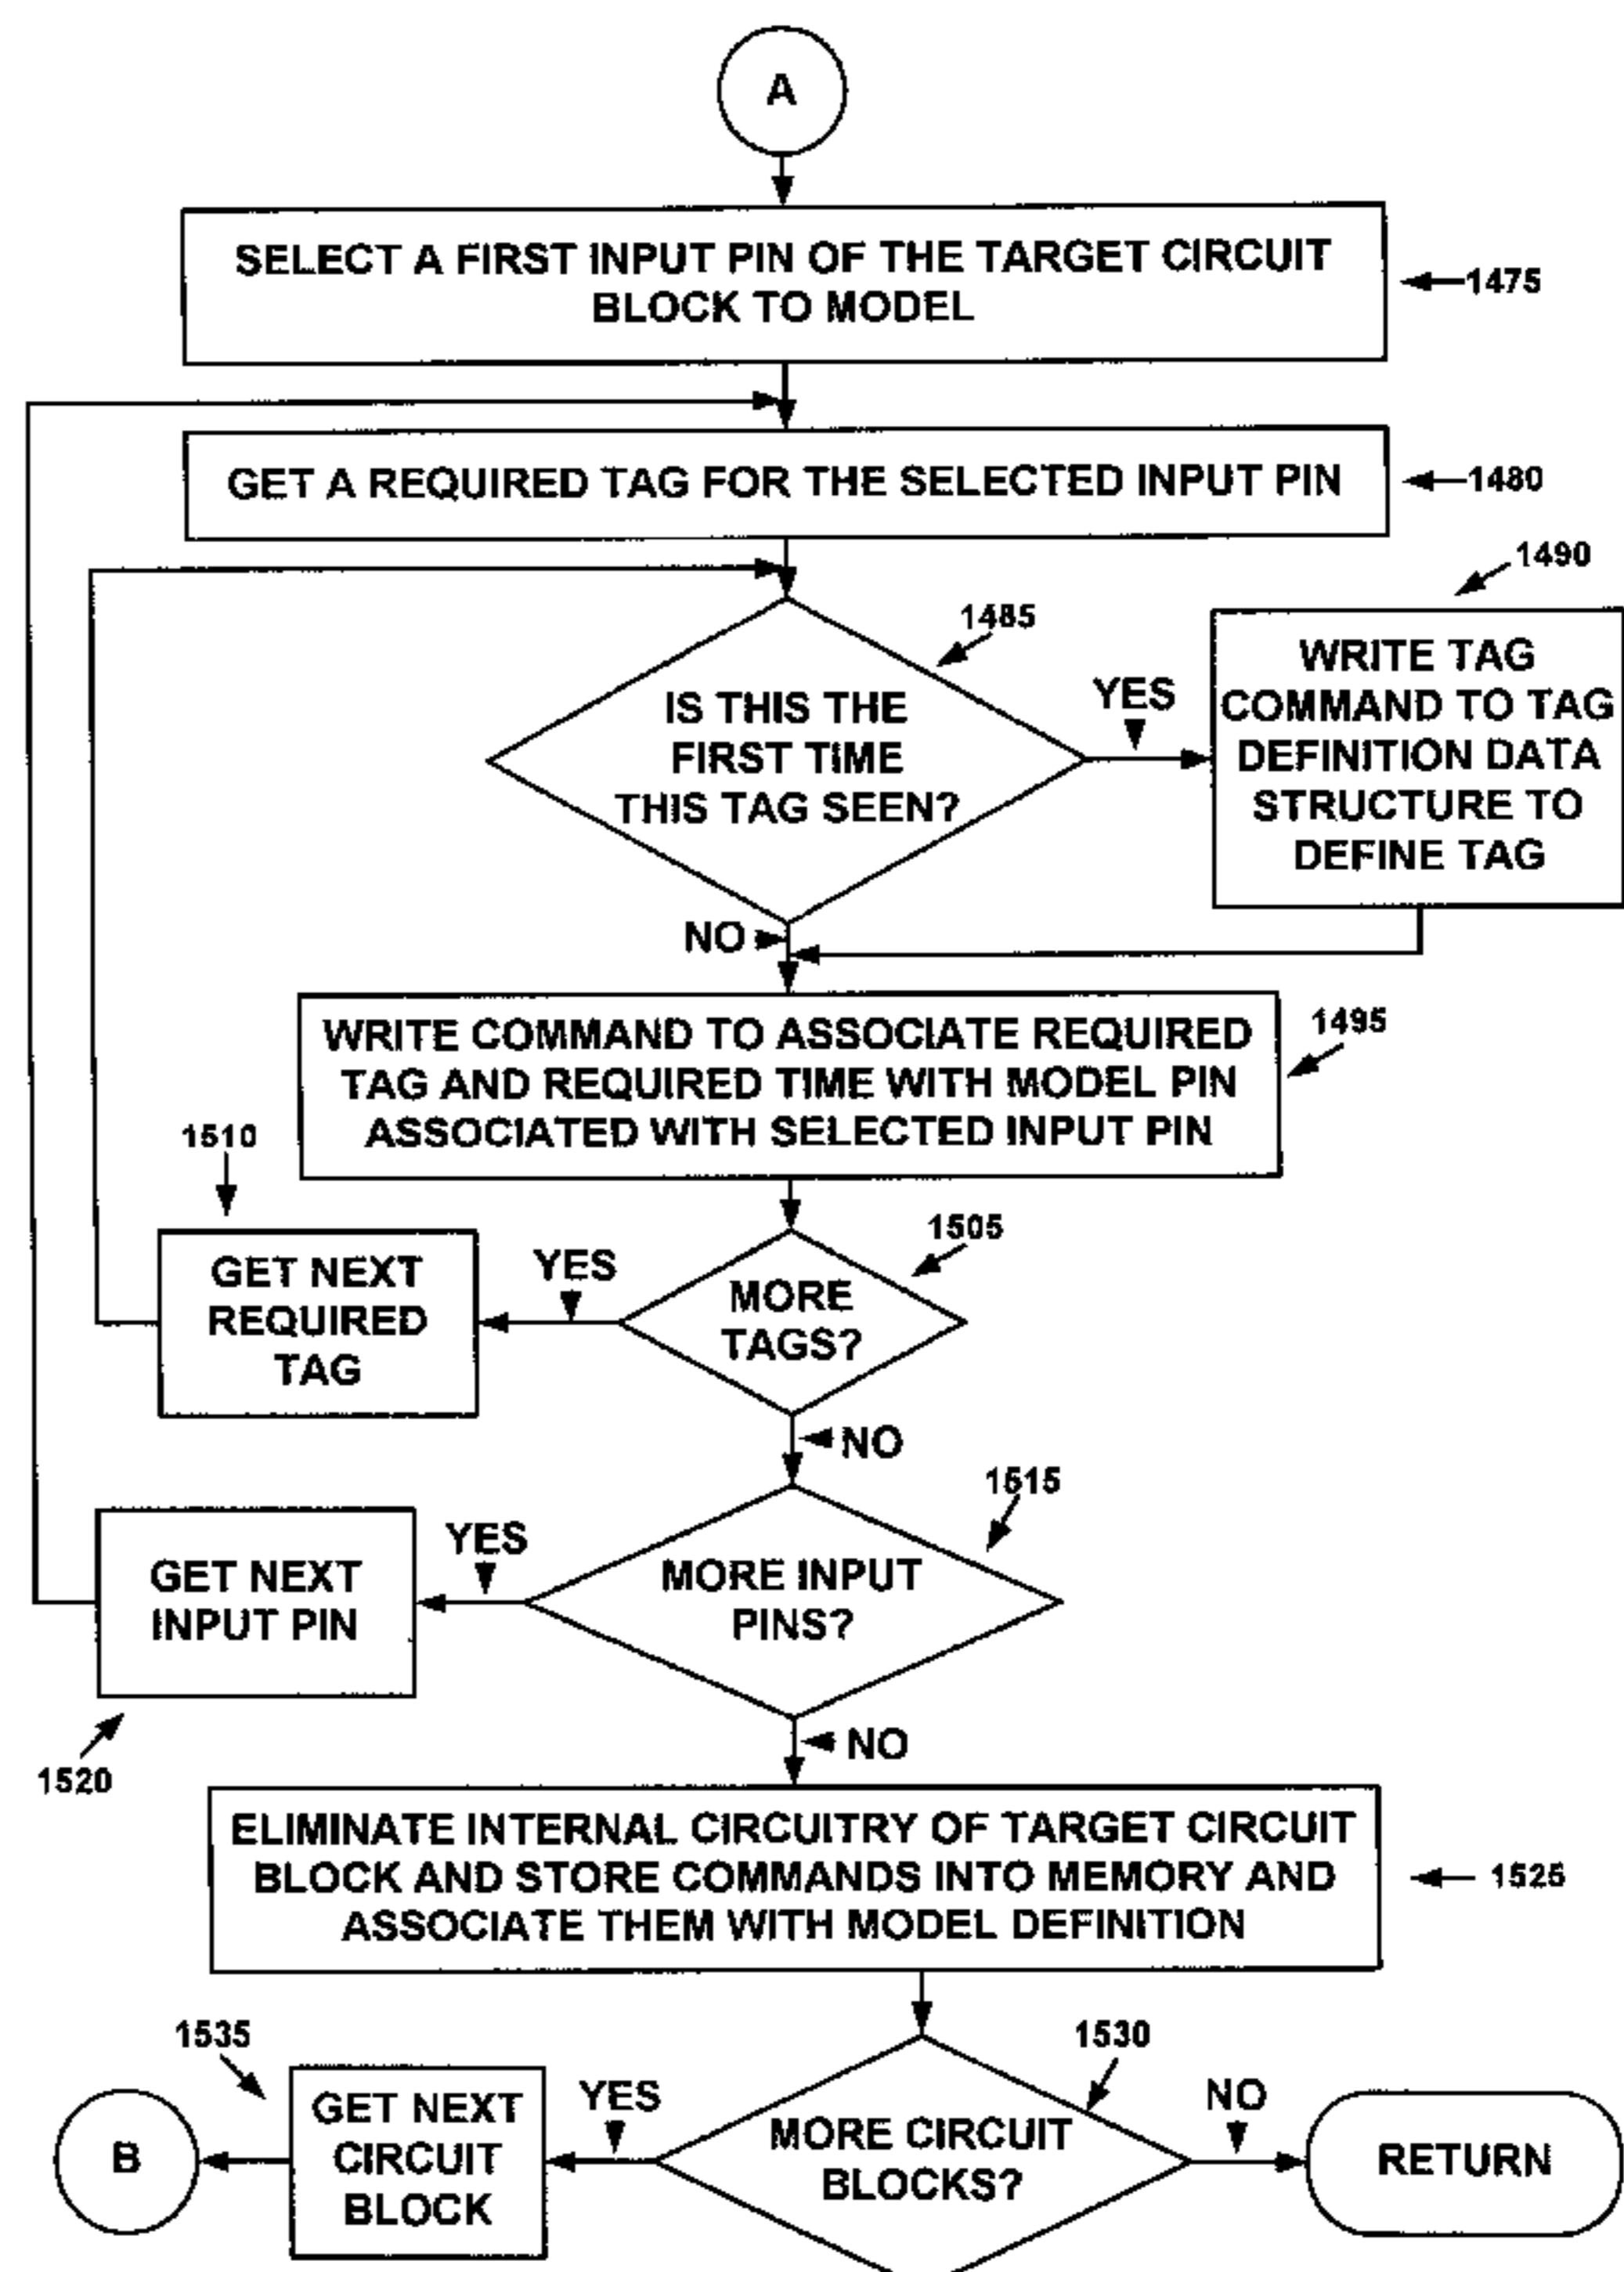 A
SELECT A FIRST INPUT PIN OF THE TARGET CIRCUIT
BLOCK TO MODEL
1475
GET A REQUIRED TAG FOR THE SELECTED INPUT PIN
1480
1490
1485
IS THIS THE
FIRST TIME
THIS TAG SEEN?
YES
WRITE TAG
COMMAND TO TAG
DEFINITION DATA
STRUCTURE TO
DEFINE TAG
NO
WRITE COMMAND TO ASSOCIATE REQUIRED
TAG AND REQUIRED TIME WITH MODEL PIN
ASSOCIATED WITH SELECTED INPUT PIN
1495
1510
1505
GET NEXT
REQUIRED
TAG
YES
MORE
TAGS?
NO
1515
GET NEXT
INPUT PIN
YES
MORE INPUT
PINS?
1520
NO
ELIMINATE INTERNAL CIRCUITRY OF TARGET CIRCUIT
BLOCK AND STORE COMMANDS INTO MEMORY AND
ASSOCIATE THEM WITH MODEL DEFINITION
1525
1535
1530
B
GET NEXT
CIRCUIT
BLOCK
YES
MORE CIRCUIT
BLOCKS?
NO
RETURN